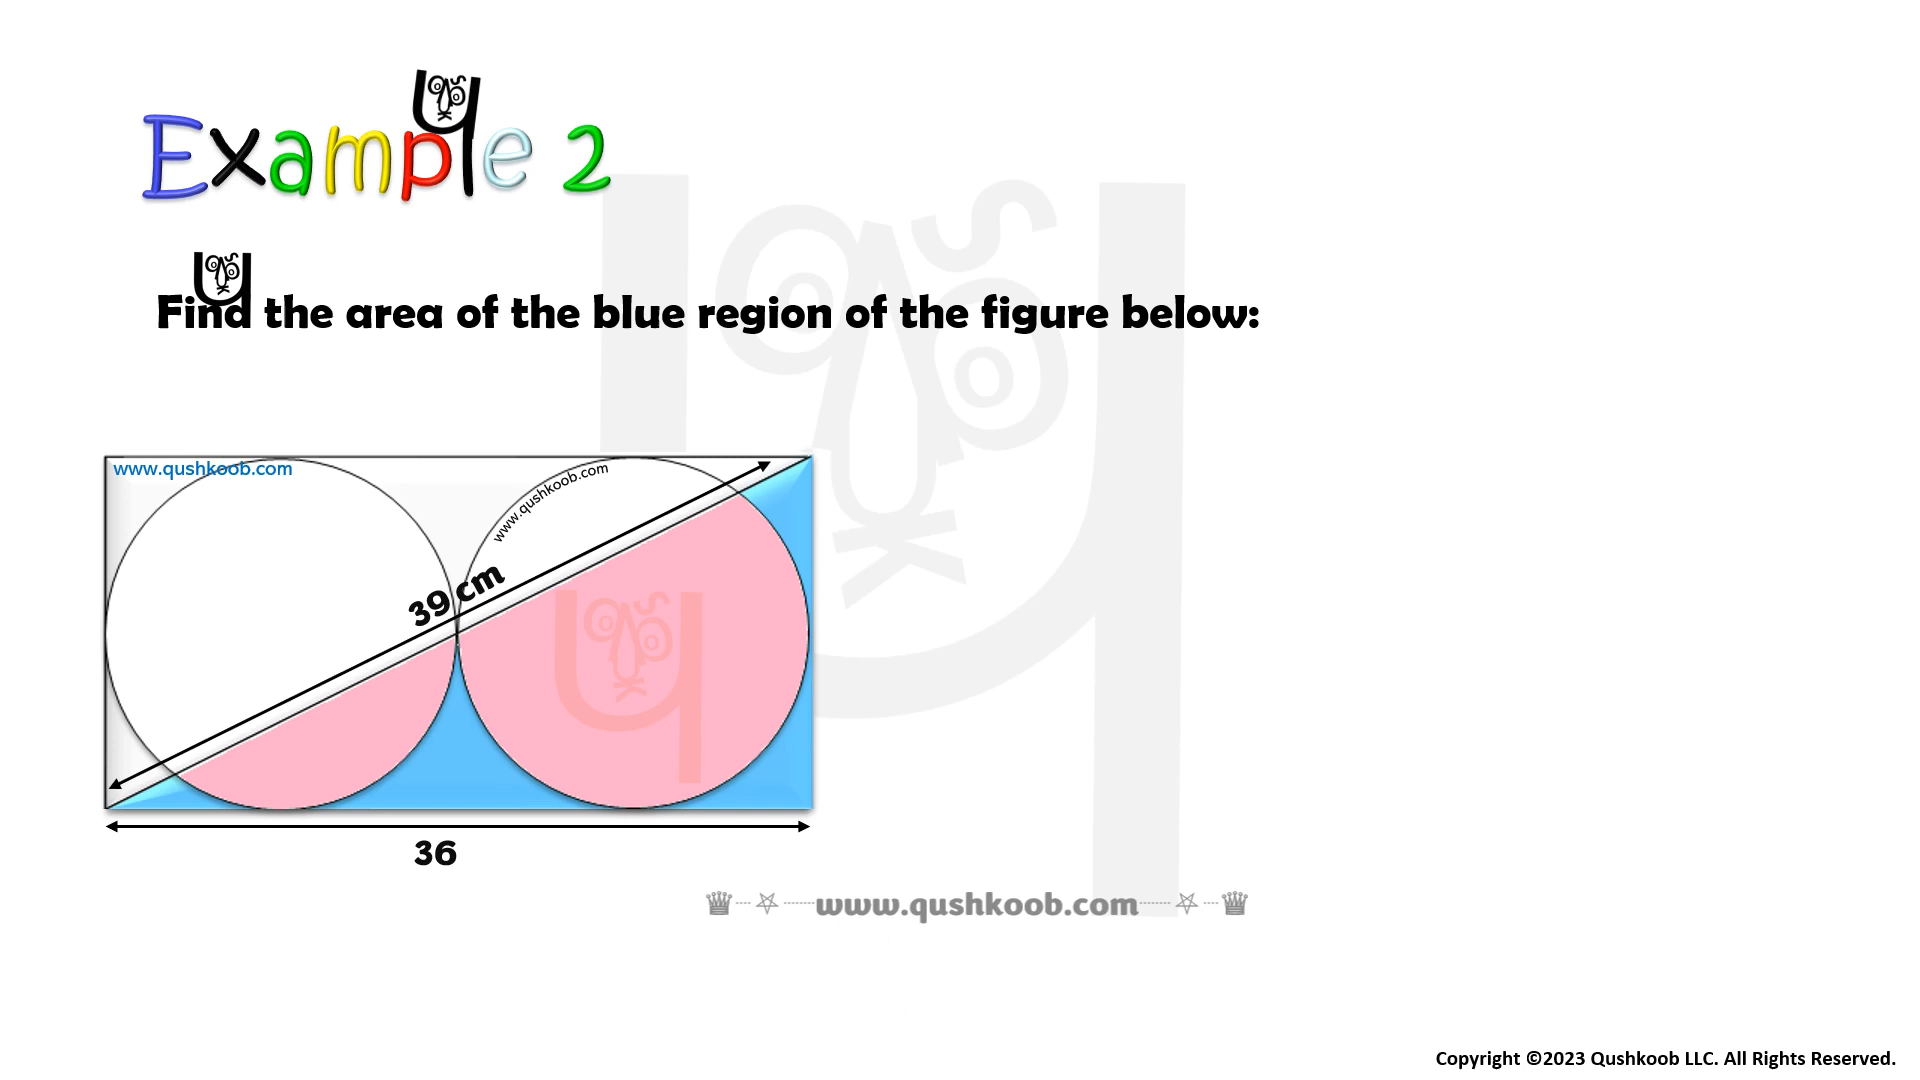 Example 2
Find the area of the blue region of the figure below:
www.qushkoob.com
www.qushkoob.com
39 cm
36
www.qushkoob.com
Copyright ©2023 Qushkoob LLC. All Rights Reserved.